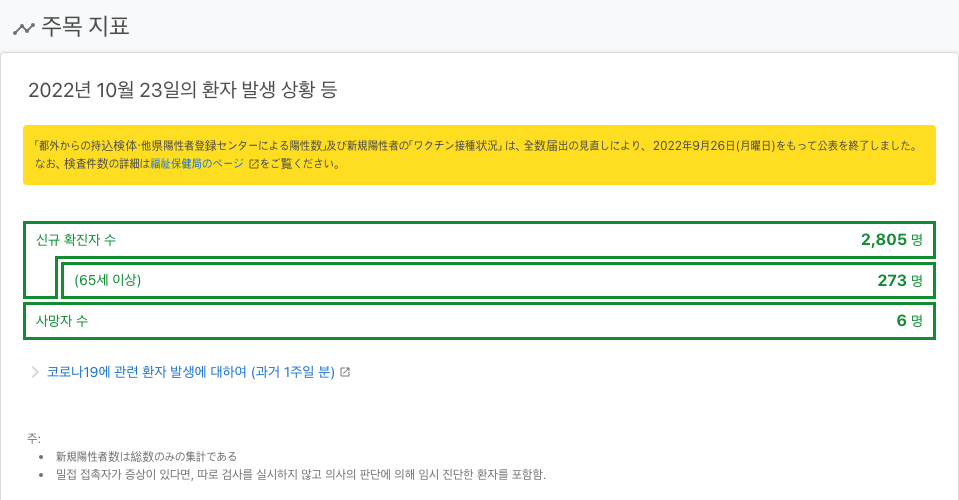 주목 지표
2022년 10월 23일의 환자 발생 상황 등
「都外からの持込検体·他県陽性者登録センターによる陽性数」及び新規陽性者の「ワクチン接種状況」は、全数届出の見直しにより、2022年9月26日(月曜日)をもって公表を終了しました。
なお、検査件数の詳細は福祉保健局のページをご覧ください。
신규 확진자 수 2,805 명
(65세 이상) 273 명
사망자 수 6 명
코로나19에 관련 환자 발생에 대하여 (과거 1주일 분)
주:
• 新規陽性者数は総数のみの集計である
• 밀접 접촉자가 증상이 있다면, 따로 검사를 실시하지 않고 의사의 판단에 의해 임시 진단한 환자를 포함함.